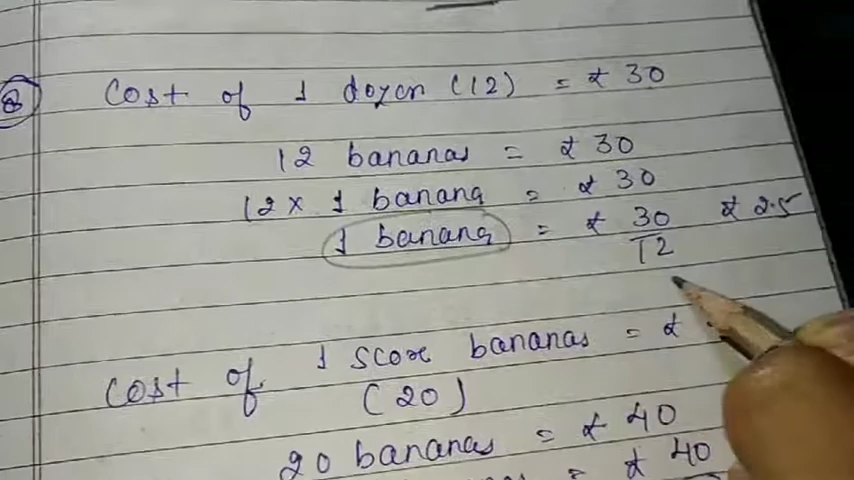 Cost of 1 dozen (12) = ₹ 30
12 bananas = ₹ 30
12 x 1 banana = ₹ 30
1 banana = ₹ 30/12 ₹ 2.5
Cost of 1 score bananas = ₹
(20)
20 bananas = ₹ 40
= ₹ 40